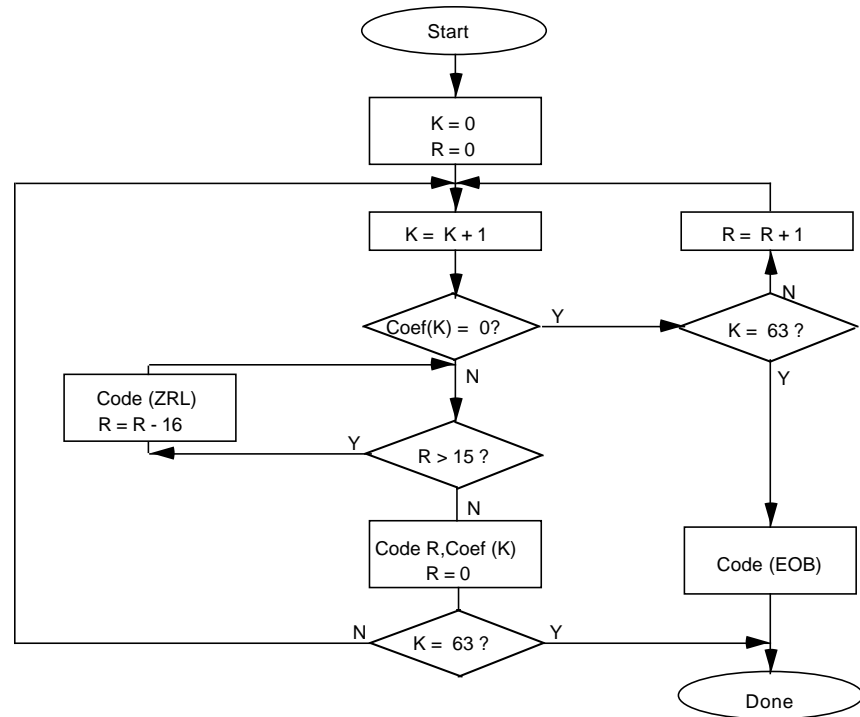 Start
K = 0
R = 0
K = K + 1
R = R + 1
N
Coef(K) = 0?
Y
K = 63 ?
N
Y
Code (ZRL)
R = R - 16
Y
R > 15 ?
N
Code R,Coef (K)
R = 0
Code (EOB)
N
K = 63 ?
Y
Done